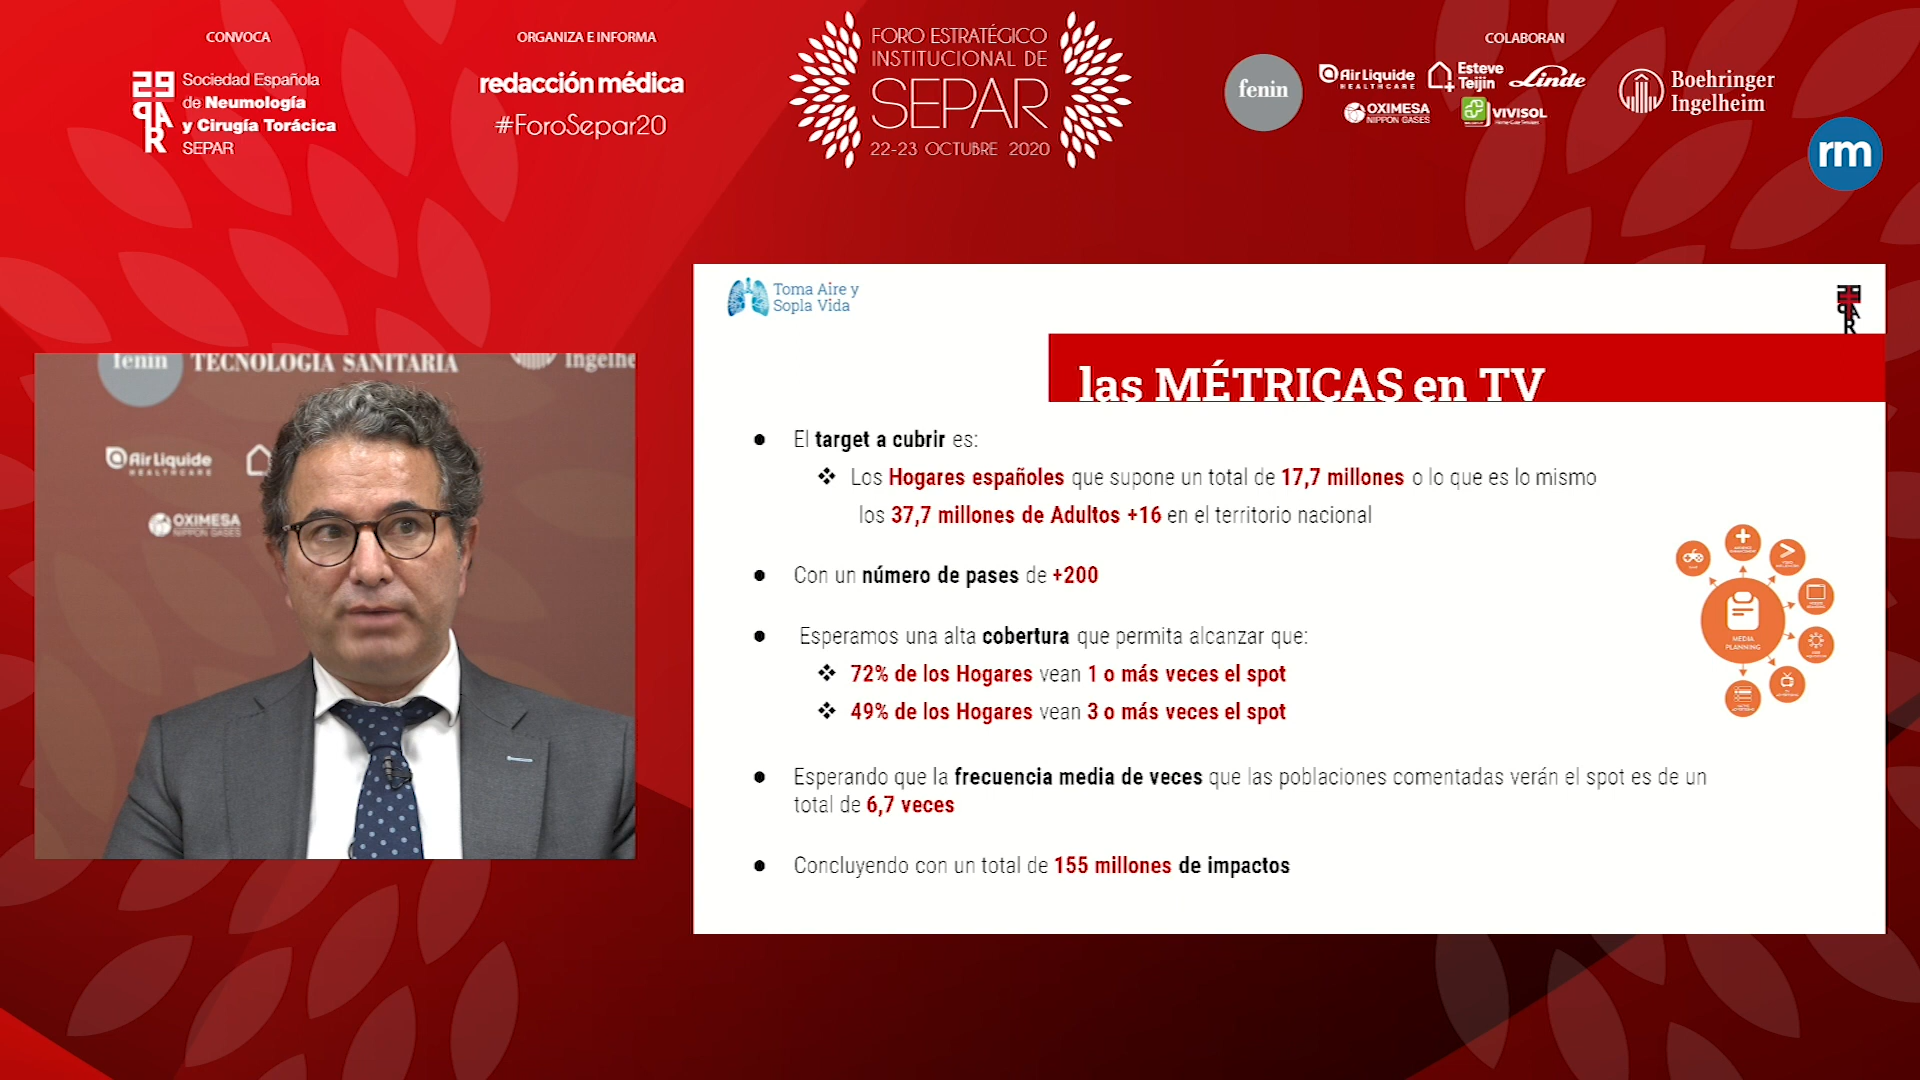 CONVOCA
Sociedad Española
de Neumología
y Cirugía Torácica
SEPAR
ORGANIZA E INFORMA
redacción médica
#ForoSepar20
FORO ESTRATÉGICO
INSTITUCIONAL DE
SEPAR
22-23 OCTUBRE 2020
COLABORAN
fenin
Air Liquide
HEALTHCARE
Esteve
Teijin
Linde
OXIMESA
NIPPON GASES
VIVISOL
Boehringer
Ingelheim
rm
fenin TECNOLOGÍA SANITARIA
Air Liquide
HEALTHCARE
OXIMESA
NIPPON GASES
Toma Aire y
Sopla Vida
las MÉTRICAS en TV
● El target a cubrir es:
❖ Los Hogares españoles que supone un total de 17,7 millones o lo que es lo mismo
los 37,7 millones de Adultos +16 en el territorio nacional
● Con un número de pases de +200
● Esperamos una alta cobertura que permita alcanzar que:
❖ 72% de los Hogares vean 1 o más veces el spot
❖ 49% de los Hogares vean 3 o más veces el spot
● Esperando que la frecuencia media de veces que las poblaciones comentadas verán el spot es de un
total de 6,7 veces
● Concluyendo con un total de 155 millones de impactos
MEDIA
PLANNING